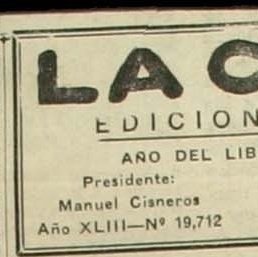 LA C
EDICION
AÑO DEL LIB
Presidente:
Manuel Cisneros
Año XLIII—Nº 19,712